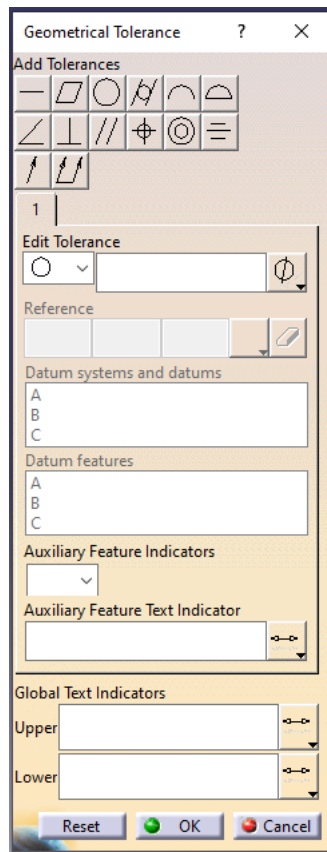 Geometrical Tolerance ?
Add Tolerances
1
Edit Tolerance
Reference
Datum systems and datums
A
B
C
Datum features
A
B
C
Auxiliary Feature Indicators
Auxiliary Feature Text Indicator
Global Text Indicators
Upper
Lower
Reset OK Cancel